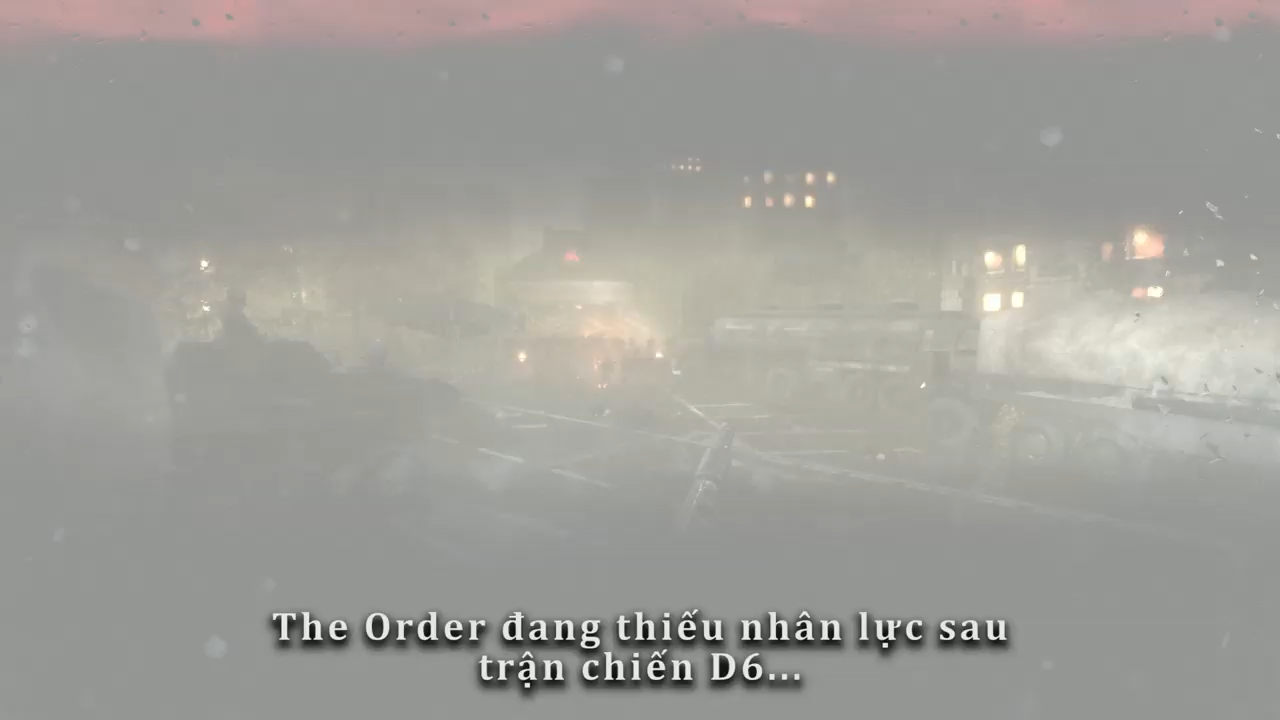 The Order đang thiếu nhân lực sau
trận chiến D6...